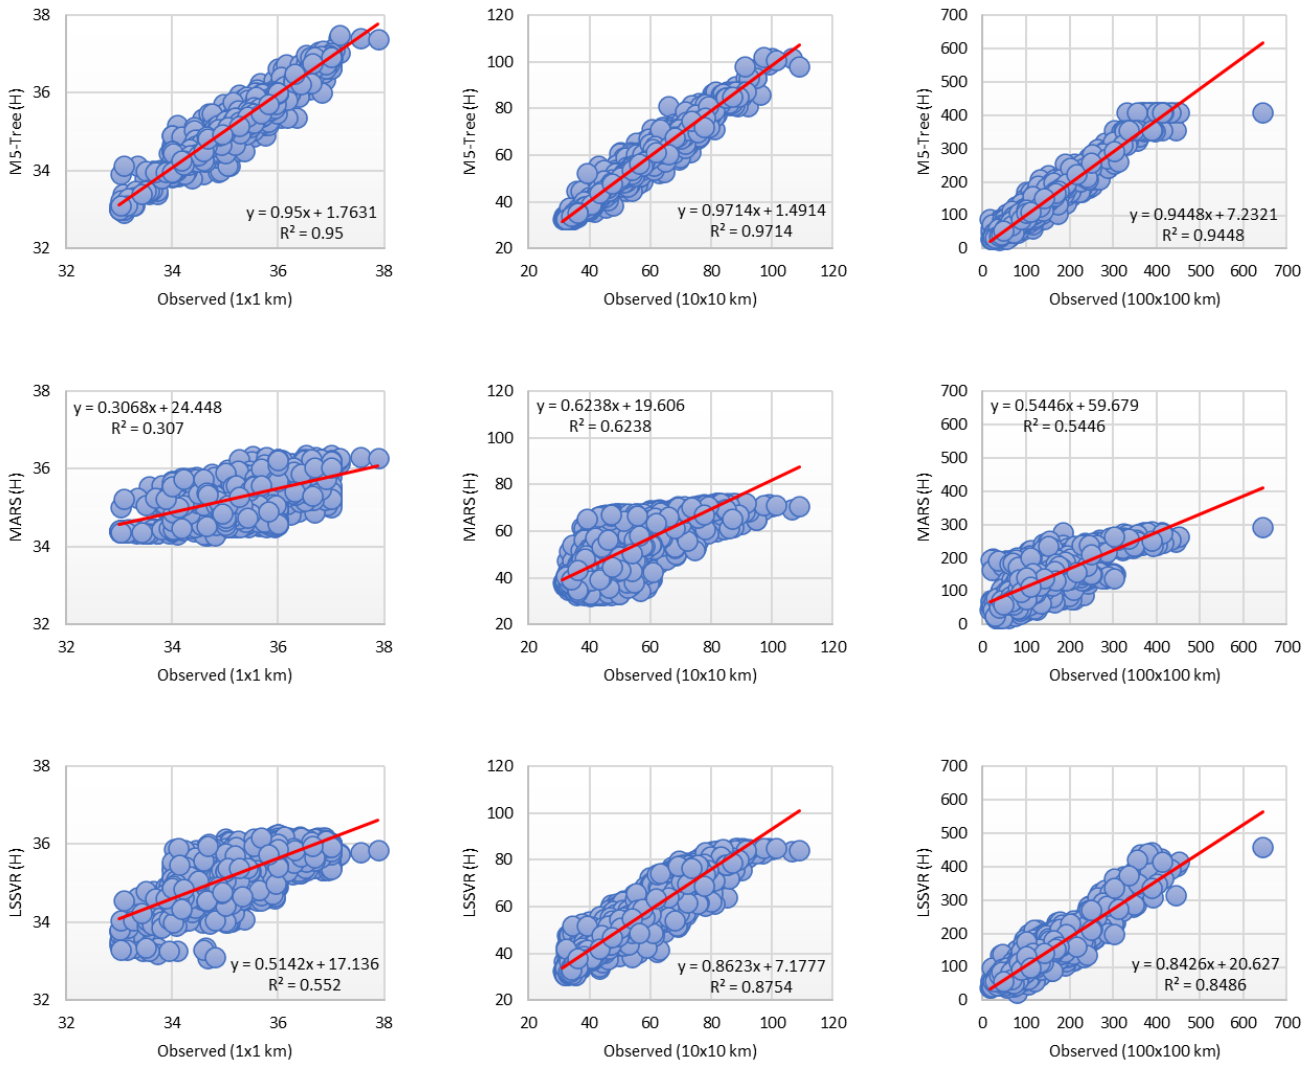 38
36
34
32
M5-Tree (H)
y = 0.95x + 1.7631
R² = 0.95
32 34 36 38
Observed (1x1 km)
120
100
80
60
40
20
M5-Tree (H)
y = 0.9714x + 1.4914
R² = 0.9714
20 40 60 80 100 120
Observed (10x10 km)
700
600
500
400
300
200
100
0
M5-Tree (H)
y = 0.9448x + 7.2321
R² = 0.9448
0 100 200 300 400 500 600 700
Observed (100x100 km)
38
36
34
32
MARS (H)
y = 0.3068x + 24.448
R² = 0.307
32 34 36 38
Observed (1x1 km)
120
100
80
60
40
20
MARS (H)
y = 0.6238x + 19.606
R² = 0.6238
20 40 60 80 100 120
Observed (10x10 km)
700
600
500
400
300
200
100
0
MARS (H)
y = 0.5446x + 59.679
R² = 0.5446
0 100 200 300 400 500 600 700
Observed (100x100 km)
38
36
34
32
LSSVR (H)
y = 0.5142x + 17.136
R² = 0.552
32 34 36 38
Observed (1x1 km)
120
100
80
60
40
20
LSSVR (H)
y = 0.8623x + 7.1777
R² = 0.8754
20 40 60 80 100 120
Observed (10x10 km)
700
600
500
400
300
200
100
0
LSSVR (H)
y = 0.8426x + 20.627
R² = 0.8486
0 100 200 300 400 500 600 700
Observed (100x100 km)